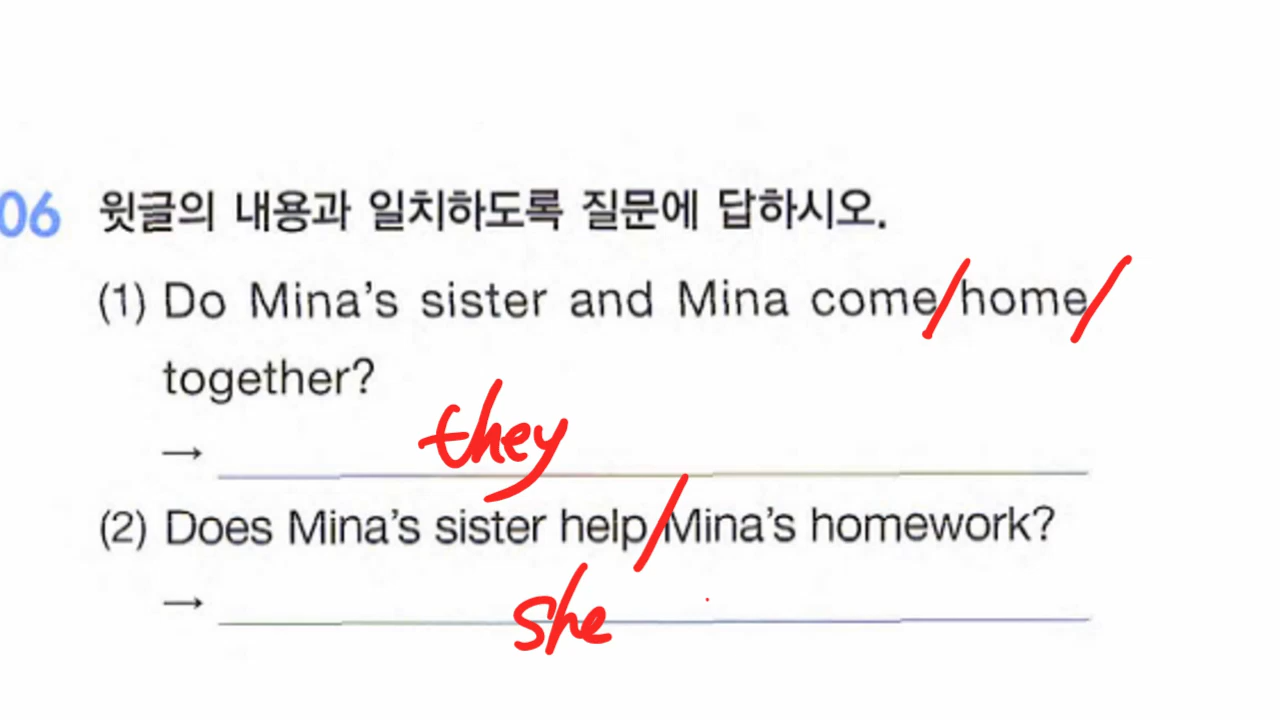 06 윗글의 내용과 일치하도록 질문에 답하시오.
(1) Do Mina's sister and Mina come/home/
together?
→ they
(2) Does Mina's sister help/Mina's homework?
→ she